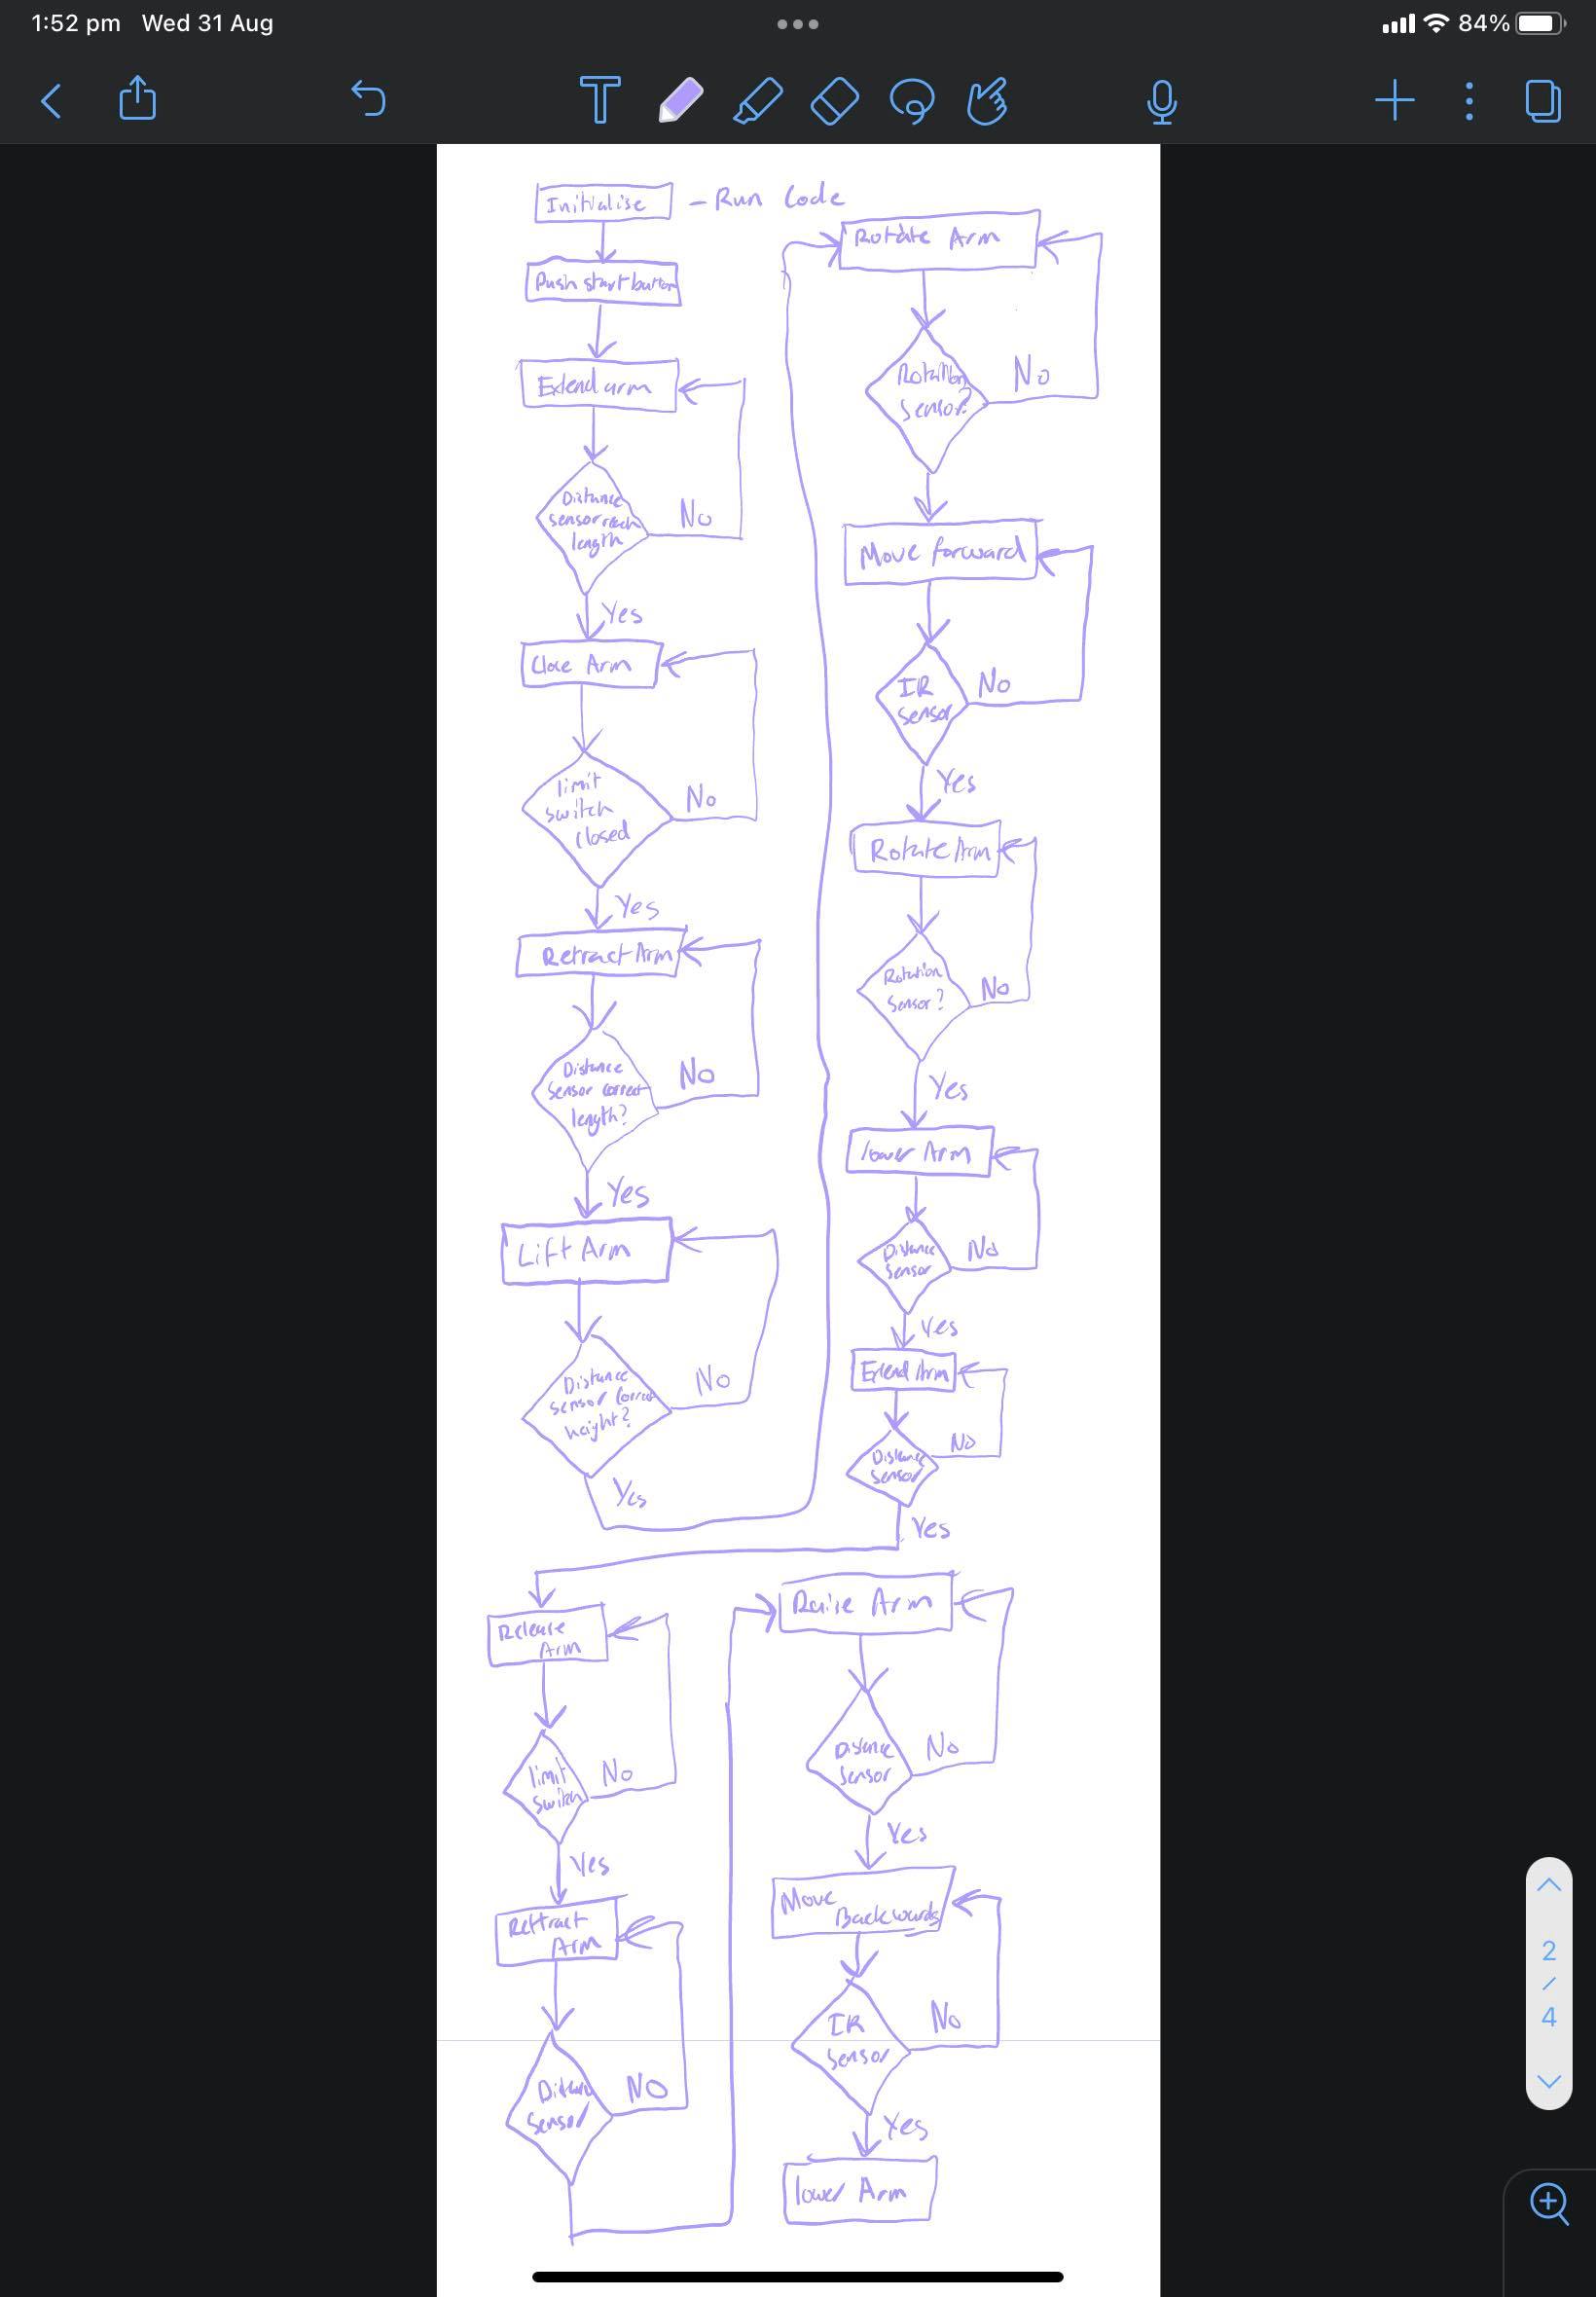 1:52 pm Wed 31 Aug
84%
T
Initialise - Run Code
Push start button
Extend arm
Distance
sensor reach
length
No
Yes
Close Arm
limit
switch
closed
No
Yes
Retract Arm
Distance
sensor correct
length?
No
Yes
Lift Arm
Distance
sensor correct
height?
No
Yes
Rotate Arm
Rotation
sensor?
No
Move forward
IR
sensor
No
Yes
Rotate Arm
Rotation
sensor?
No
Yes
lower Arm
Distance
sensor
No
Yes
Extend Arm
Distance
sensor
No
Yes
Release
Arm
limit
switch
No
Yes
Retract
Arm
Distance
sensor
NO
Raise Arm
Distance
sensor
No
Yes
Move
Backwards
IR
sensor
No
Yes
lower Arm
2
/
4